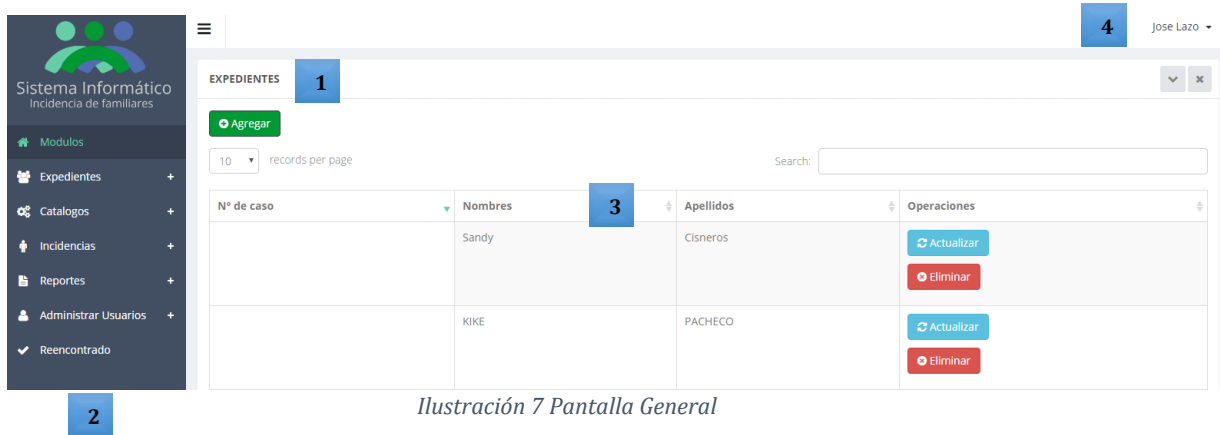 4
Jose Lazo
Sistema Informático
Incidencia de familiares
EXPEDIENTES
1
Agregar
Modulos
Expedientes +
Catalogos +
Incidencias +
Reportes +
Administrar Usuarios +
Reencontrado
2
10 records per page
Search:
N° de caso Nombres 3 Apellidos Operaciones
Sandy Cisneros Actualizar
Eliminar
KIKE PACHECO Actualizar
Eliminar
Ilustración 7 Pantalla General